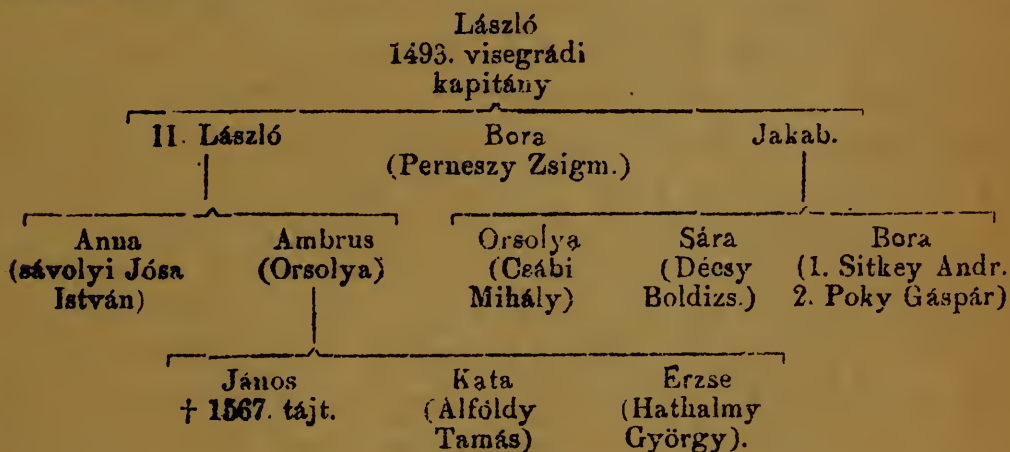 László
1493. visegrádi
kapitány
II. László Bora Jakab.
(Perneszy Zsigm.)
Anna Ambrus Orsolya Sára Bora
(sávolyi Jósa (Orsolya) (Csábi (Décsy (1. Sitkey Andr.
István) Mihály) Boldizs.) 2. Poky Gáspár)
János Kata Erzse
† 1567. tájt. (Alföldy (Hathalmy
Tamás) György).